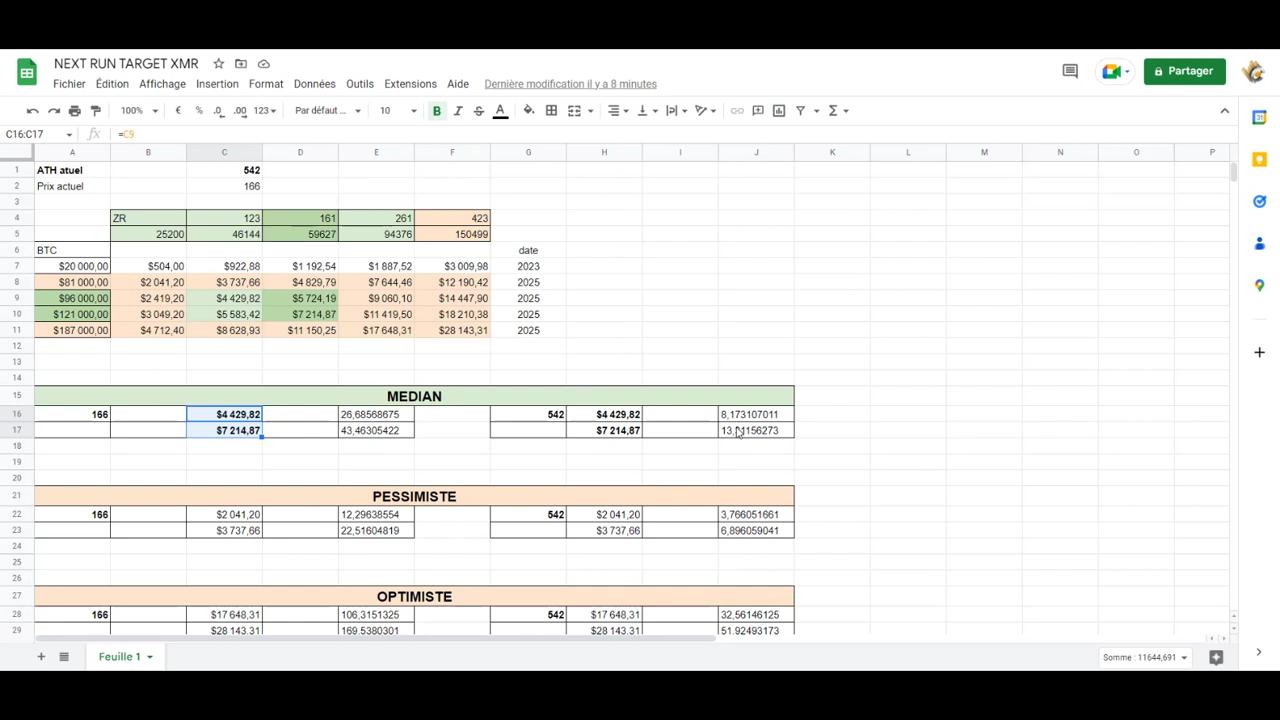 NEXT RUN TARGET XMR
Fichier Édition Affichage Insertion Format Données Outils Extensions Aide Dernière modification il y a 8 minutes
Partager
100% € % .0 .00 123 Par défaut ... 10 B I S A Σ
C16:C17 fx =C9
A B C D E F G H I J K L M N O P
1 ATH atuel 542
2 Prix actuel 166
3
4 ZR 123 161 261 423
5 25200 46144 59627 94376 150499
6 BTC date
7 $20 000,00 $504,00 $922,88 $1 192,54 $1 887,52 $3 009,98 2023
8 $81 000,00 $2 041,20 $3 737,66 $4 829,79 $7 644,46 $12 190,42 2025
9 $96 000,00 $2 419,20 $4 429,82 $5 724,19 $9 060,10 $14 447,90 2025
10 $121 000,00 $3 049,20 $5 583,42 $7 214,87 $11 419,50 $18 210,38 2025
11 $187 000,00 $4 712,40 $8 628,93 $11 150,25 $17 648,31 $28 143,31 2025
12
13
14
15 MEDIAN
16 166 $4 429,82 26,68568675 542 $4 429,82 8,173107011
17 $7 214,87 43,46305422 $7 214,87
18
19
20
21 PESSIMISTE
22 166 $2 041,20 12,29638554 542 $2 041,20 3,766051661
23 $3 737,66 22,51604819 $3 737,66 6,896059041
24
25
26
27 OPTIMISTE
28 166 $17 648,31 106,3151325 542 $17 648,31 32,56146125
29 $28 143,31 169,5380301 $28 143,31 51,92493173
Feuille 1
Somme : 11644,691